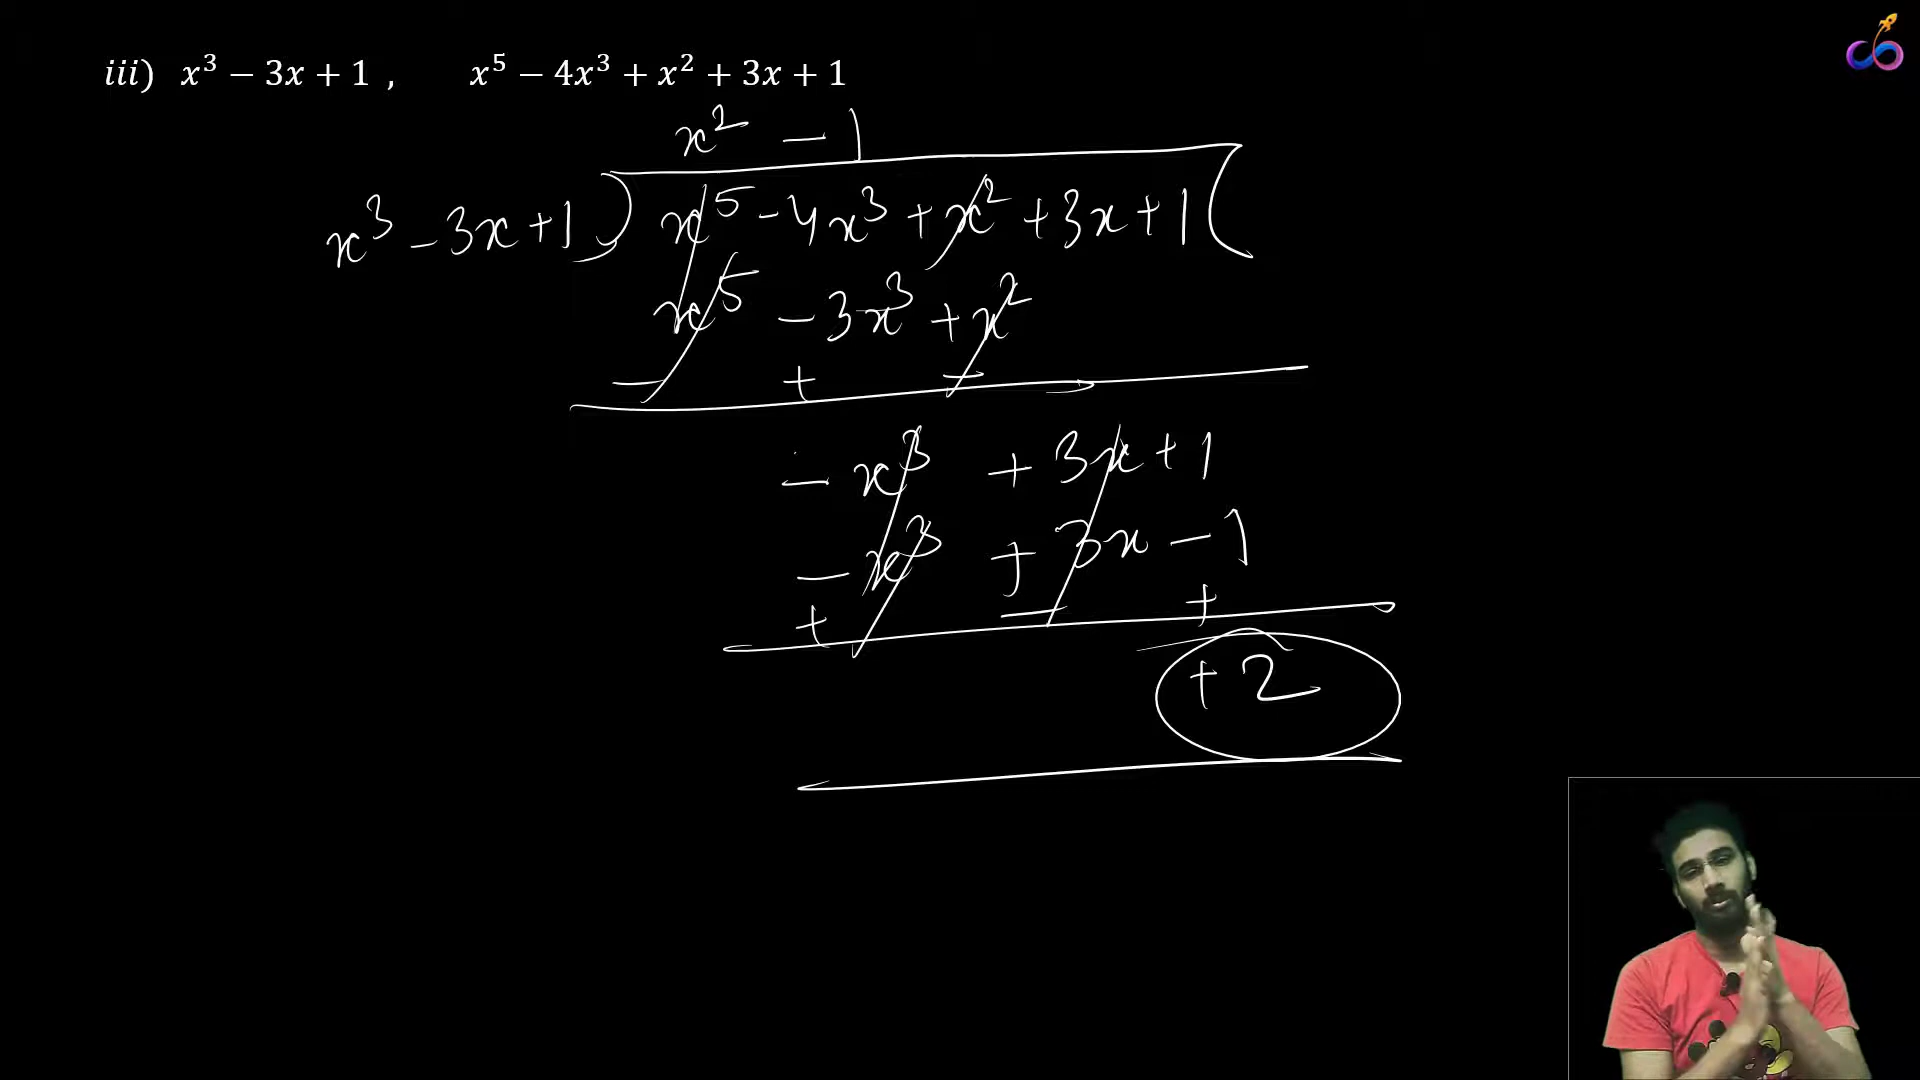 iii) x³ − 3x + 1 , x⁵ − 4x³ + x² + 3x + 1
x² − 1
x³ − 3x + 1 ) x⁵ − 4x³ + x² + 3x + 1 (
x⁵ − 3x³ + x²
− + −
− x³ + 3x + 1
− x³ + 3x − 1
+ − +
+ 2